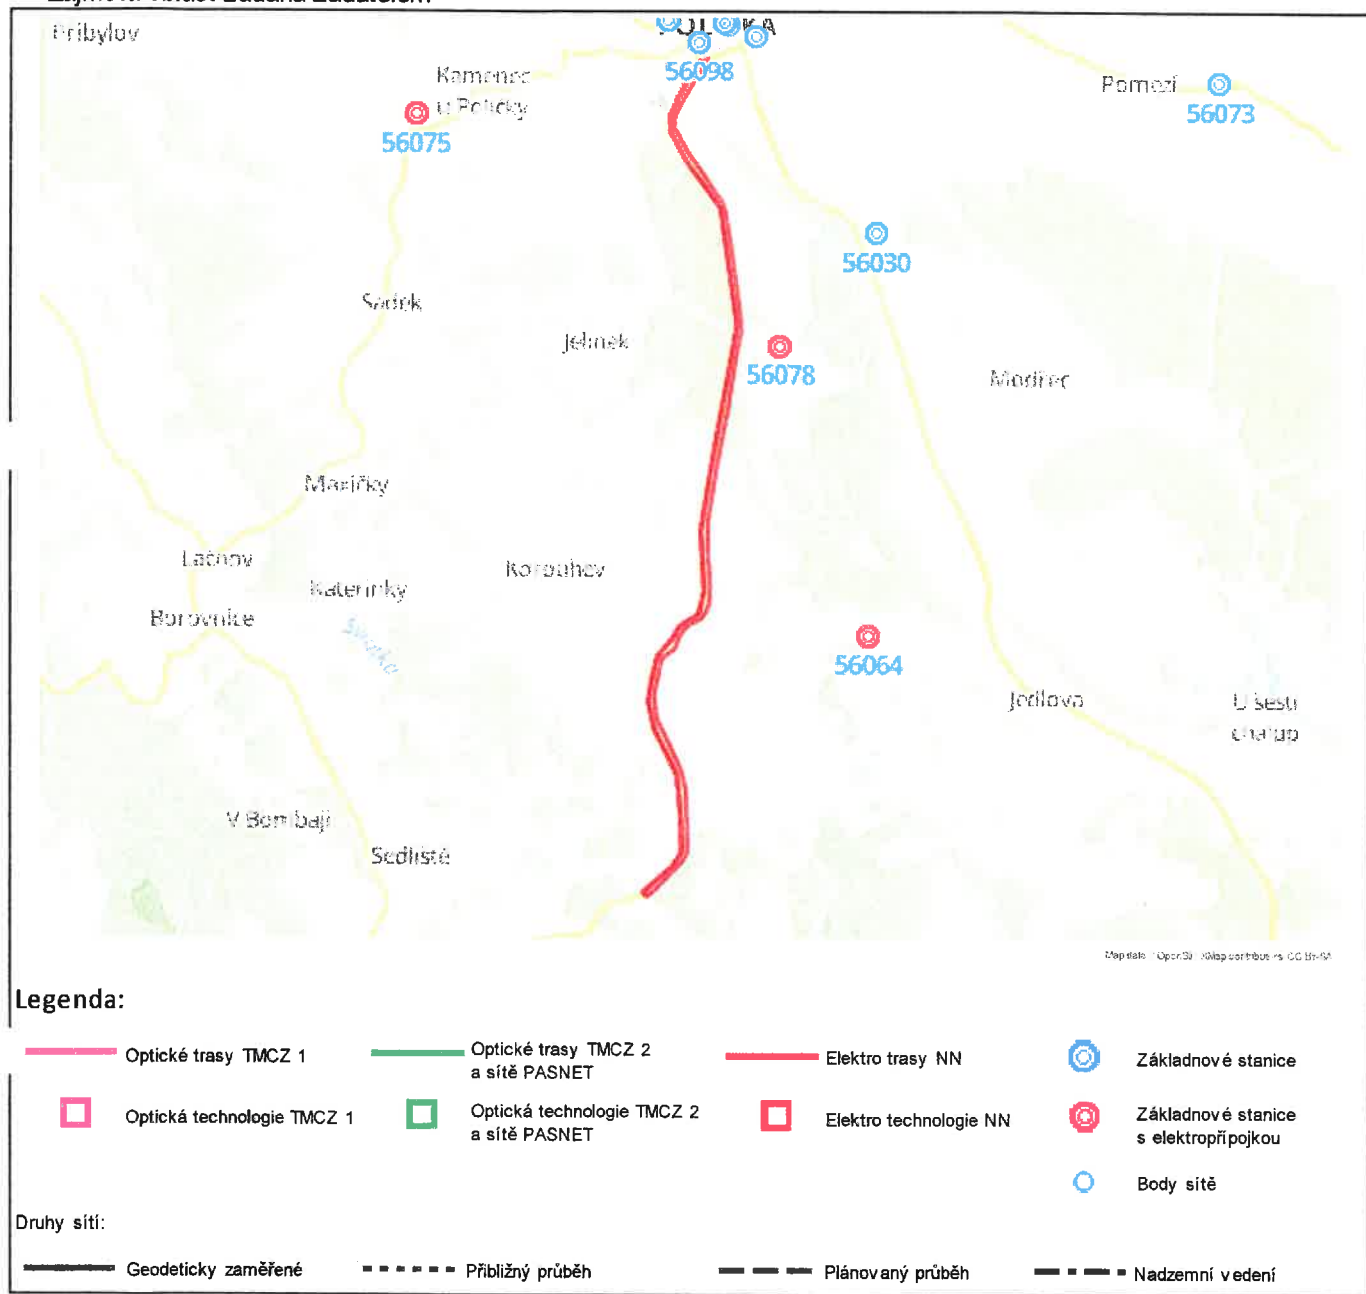 Přibylov
Kamenec
u Poličky
56098
Pomezí
56073
56075
56030
Sádek
Jelínek
56078
Modřec
Maxičky
Lačnov
Kateřinky
Korouhev
Borovnice
Svratka
56064
Jedlová
U šesti
chalup
V Bombaji
Sedliště
Legenda:
Optické trasy TMCZ 1
Optické trasy TMCZ 2
a sítě PASNET
Elektro trasy NN
Základnové stanice
Optická technologie TMCZ 1
Optická technologie TMCZ 2
a sítě PASNET
Elektro technologie NN
Základnové stanice
s elektropřípojkou
Body sítě
Druhy sítí:
Geodeticky zaměřené
Přibližný průběh
Plánovaný průběh
Nadzemní vedení